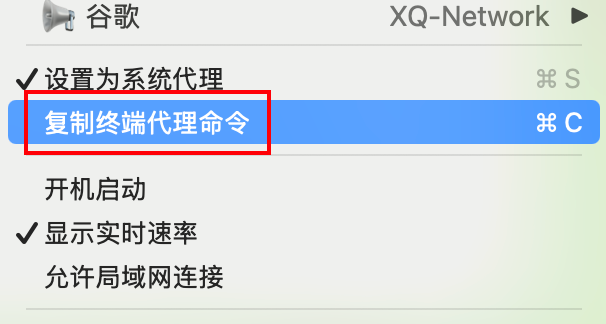 谷歌 XQ-Network ▶
✓ 设置为系统代理 ⌘ S
复制终端代理命令 ⌘ C
开机启动
✓ 显示实时速率
允许局域网连接